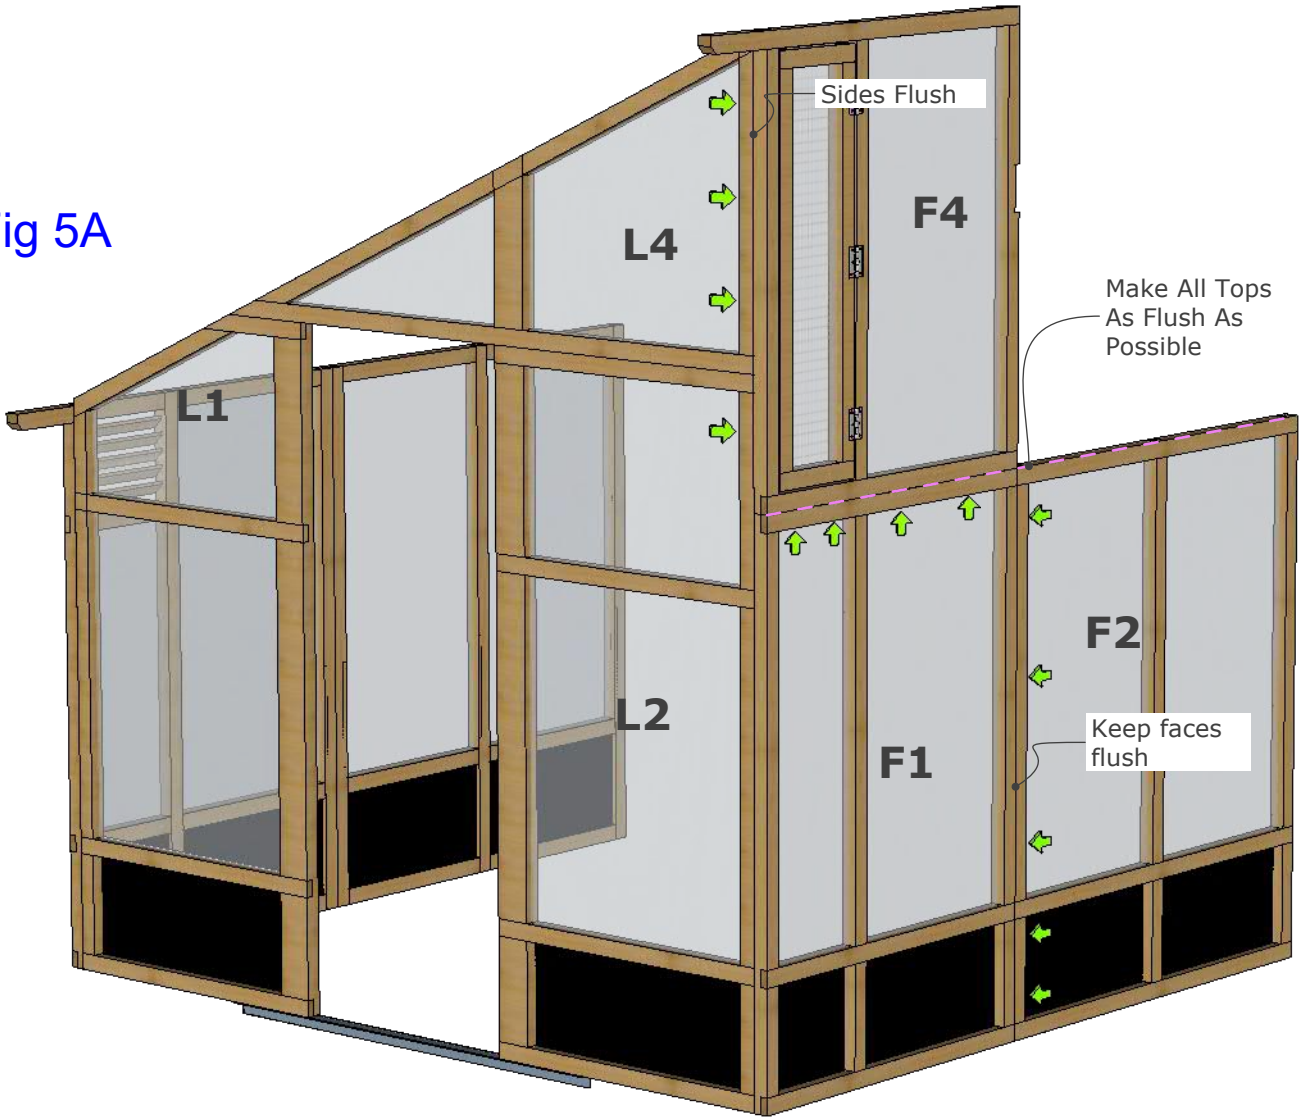 ig 5A
Sides Flush
L4
F4
Make All Tops
As Flush As
Possible
L1
F2
L2
Keep faces
flush
F1